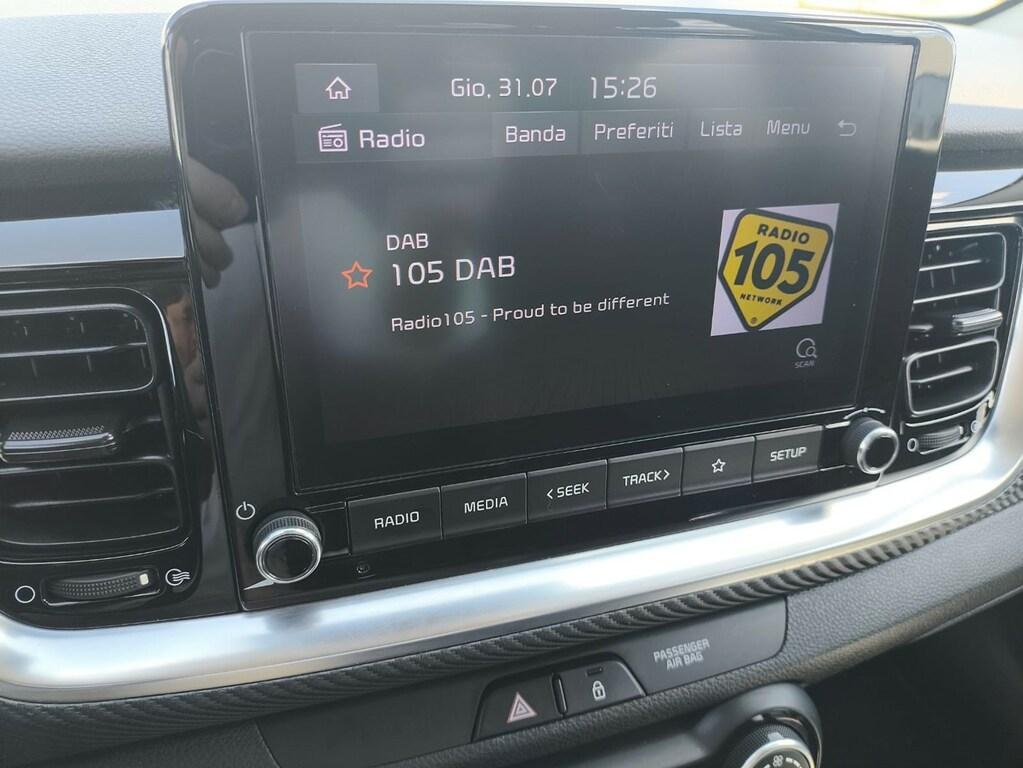 Gio, 31.07 15:26
Radio Banda Preferiti Lista Menu
DAB
105 DAB
Radio105 - Proud to be different
RADIO
105
NETWORK
SCAN
RADIO MEDIA <SEEK TRACK> SETUP
PASSENGER
AIR BAG